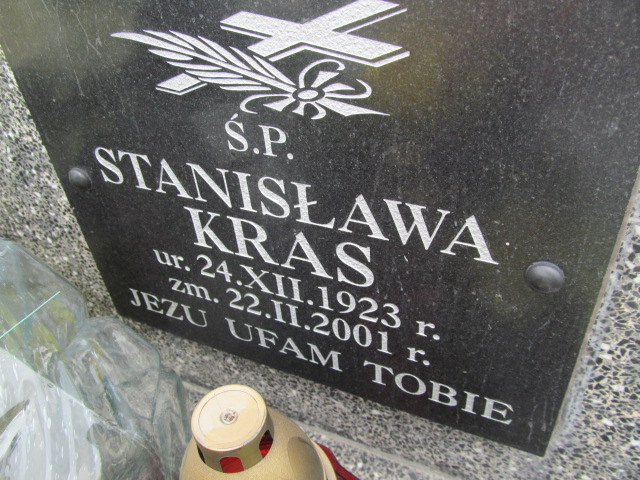 Ś.P.
STANISŁAWA
KRAS
ur. 24.XII.1923 r.
zm. 22.II.2001 r.
JEZU UFAM TOBIE